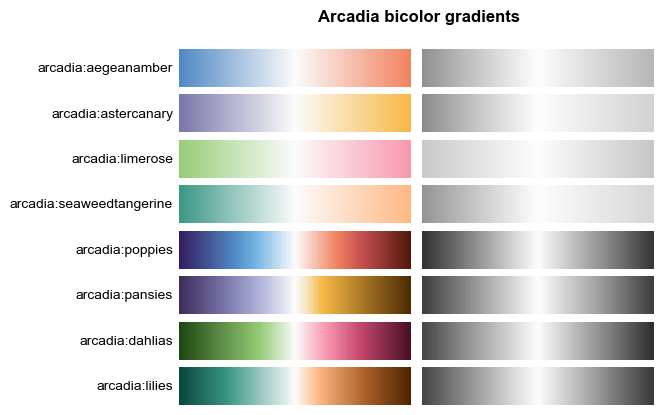 Arcadia bicolor gradients
arcadia:aegeanamber
arcadia:astercanary
arcadia:limerose
arcadia:seaweedtangerine
arcadia:poppies
arcadia:pansies
arcadia:dahlias
arcadia:lilies